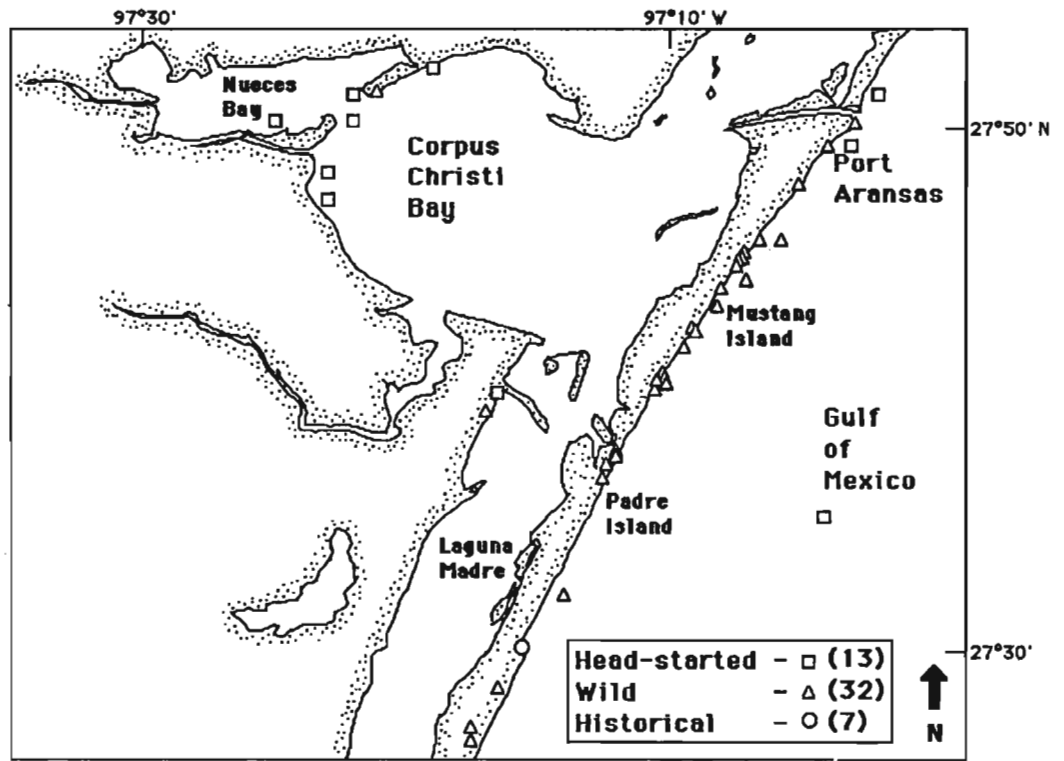 97°30'
97°10' W
Nueces
Bay
Corpus
Christi
Bay
27°50' N
Port
Aransas
Mustang
Island
Gulf
of
Mexico
Padre
Island
Laguna
Madre
Head-started - □ (13)
Wild - △ (32)
Historical - ○ (7)
27°30'
N